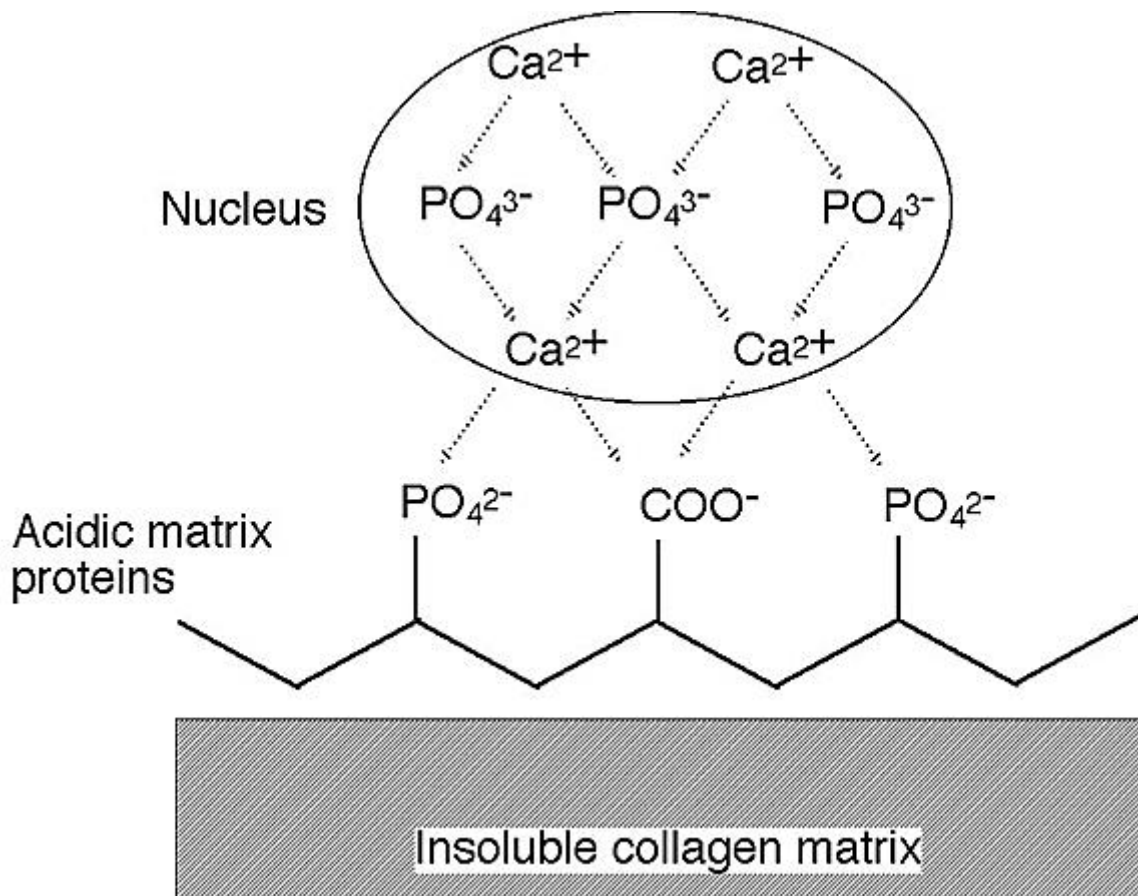 Ca²⁺ Ca²⁺
Nucleus PO₄³⁻ PO₄³⁻ PO₄³⁻
Ca²⁺ Ca²⁺
PO₄²⁻ COO⁻ PO₄²⁻
Acidic matrix
proteins
Insoluble collagen matrix